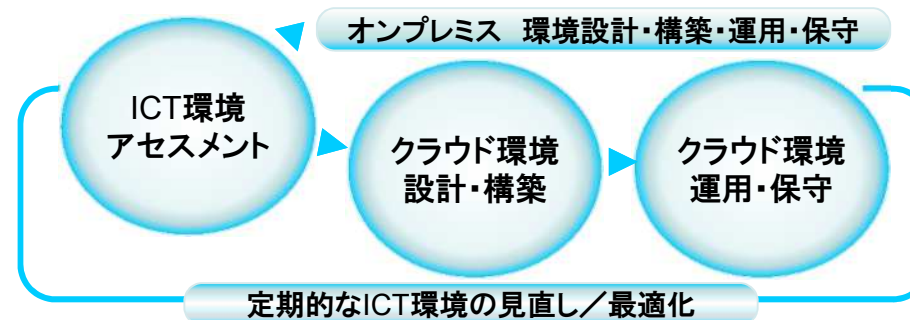 オンプレミス 環境設計・構築・運用・保守
ICT環境
アセスメント
クラウド環境
設計・構築
クラウド環境
運用・保守
定期的なICT環境の見直し／最適化